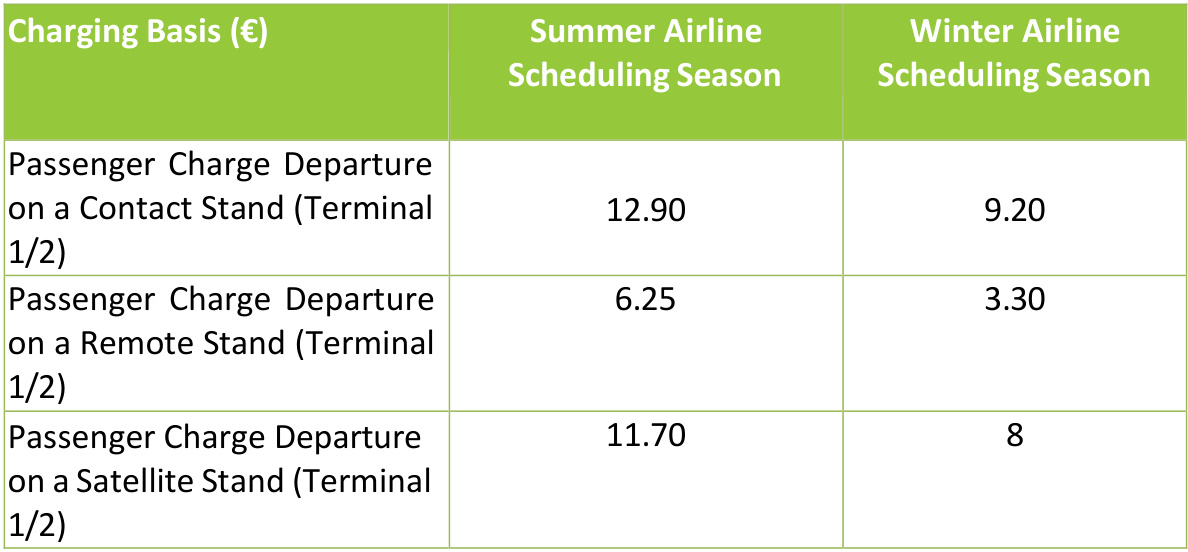 Charging Basis (€)
Summer Airline
Scheduling Season
Winter Airline
Scheduling Season
Passenger Charge Departure
on a Contact Stand (Terminal
1/2)
12.90
9.20
Passenger Charge Departure
on a Remote Stand (Terminal
1/2)
6.25
3.30
Passenger Charge Departure
on a Satellite Stand (Terminal
1/2)
11.70
8